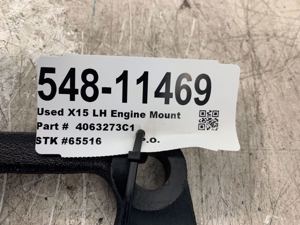 548-11469
Used X15 LH Engine Mount
Part # 4063273C1
STK #65516 P.o.